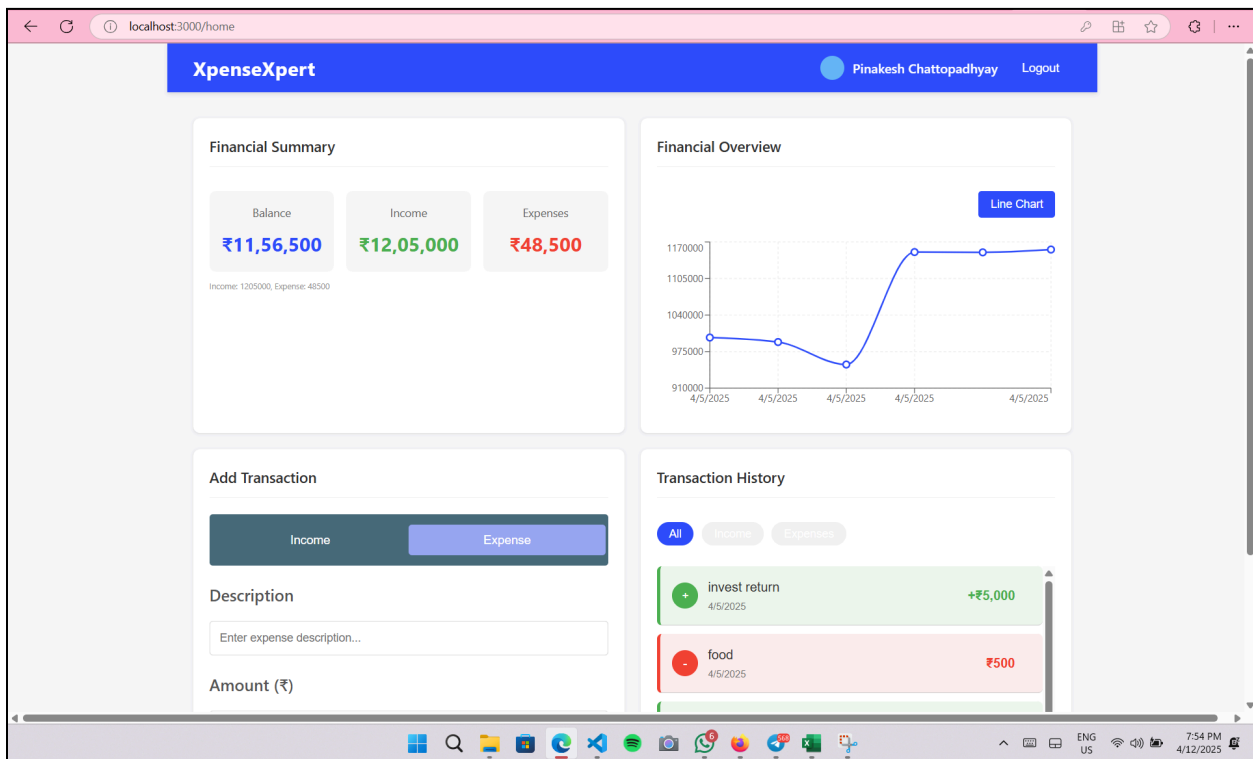 localhost:3000/home
XpenseXpert
Pinakesh Chattopadhyay Logout
Financial Summary
Balance Income Expenses
₹11,56,500 ₹12,05,000 ₹48,500
Income: 1205000, Expense: 48500
Financial Overview
Line Chart
1170000
1105000
1040000
975000
910000
4/5/2025 4/5/2025 4/5/2025 4/5/2025 4/5/2025
Add Transaction
Income Expense
Description
Enter expense description...
Amount (₹)
Transaction History
All Income Expenses
+ invest return +₹5,000
4/5/2025
- food ₹500
4/5/2025
6 568
ENG 7:54 PM
US 4/12/2025